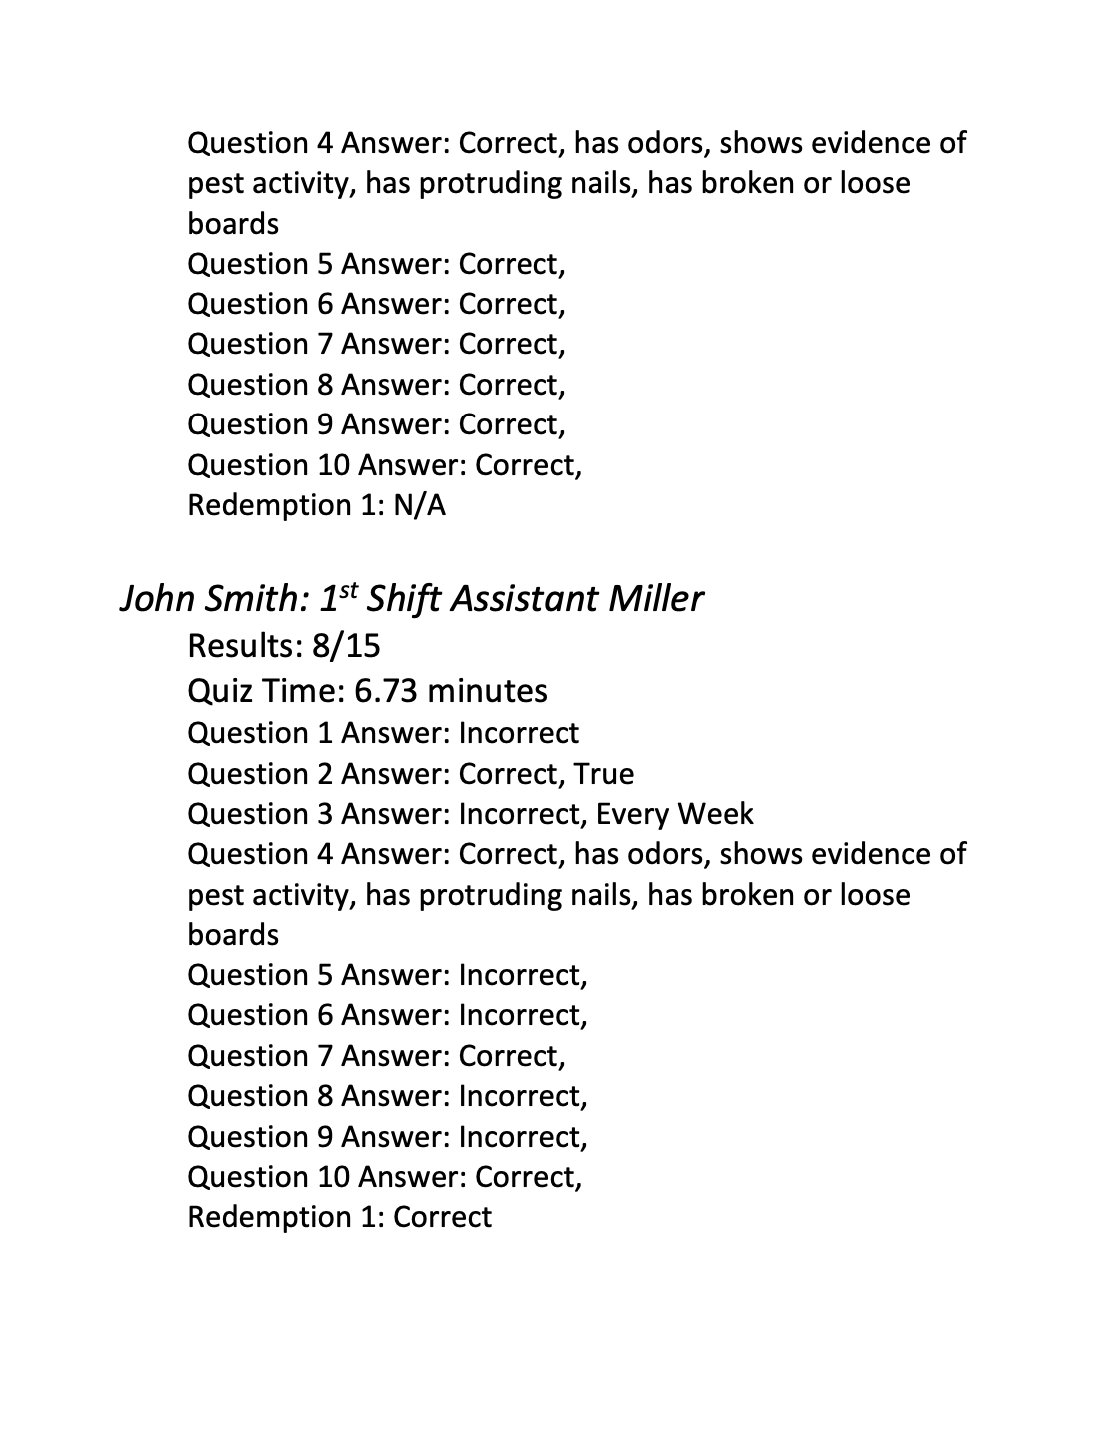 Question 4 Answer: Correct, has odors, shows evidence of
pest activity, has protruding nails, has broken or loose
boards
Question 5 Answer: Correct,
Question 6 Answer: Correct,
Question 7 Answer: Correct,
Question 8 Answer: Correct,
Question 9 Answer: Correct,
Question 10 Answer: Correct,
Redemption 1: N/A
John Smith: 1st Shift Assistant Miller
Results: 8/15
Quiz Time: 6.73 minutes
Question 1 Answer: Incorrect
Question 2 Answer: Correct, True
Question 3 Answer: Incorrect, Every Week
Question 4 Answer: Correct, has odors, shows evidence of
pest activity, has protruding nails, has broken or loose
boards
Question 5 Answer: Incorrect,
Question 6 Answer: Incorrect,
Question 7 Answer: Correct,
Question 8 Answer: Incorrect,
Question 9 Answer: Incorrect,
Question 10 Answer: Correct,
Redemption 1: Correct